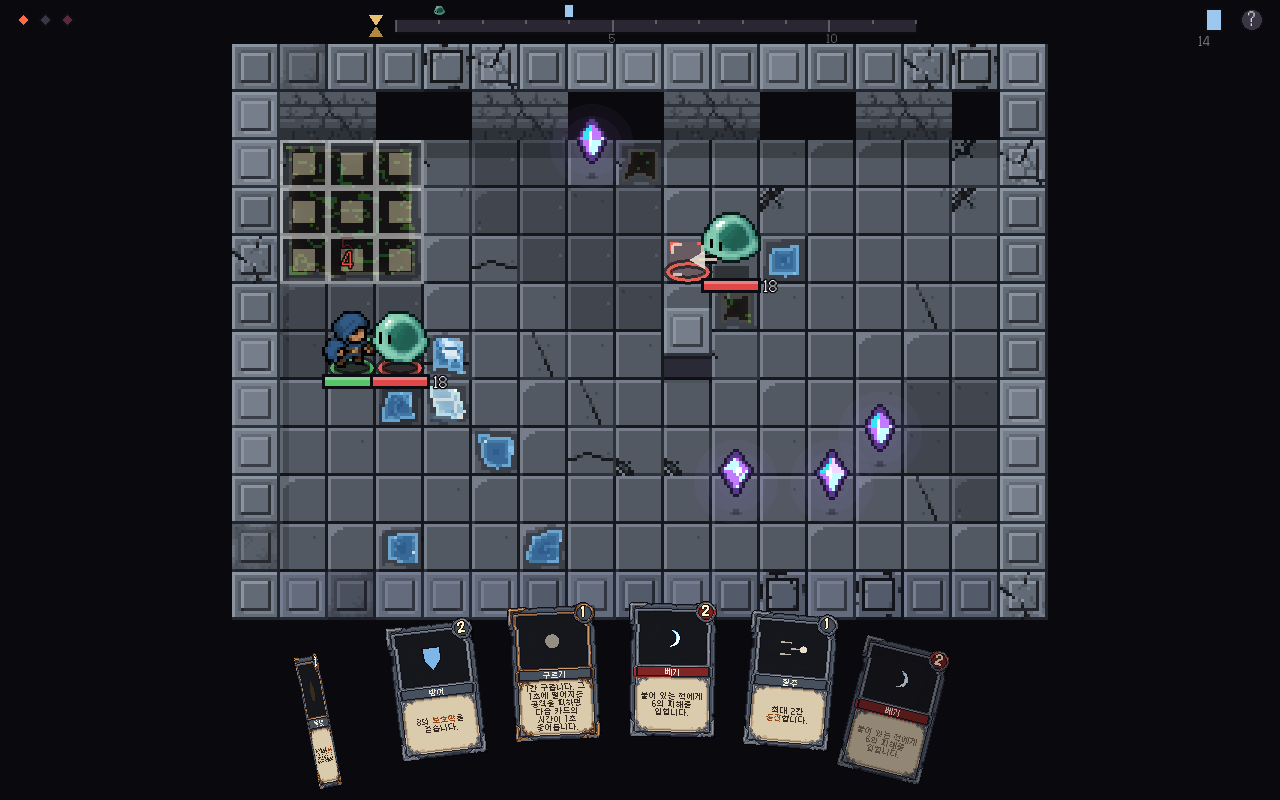 5
10
14
?
4
18
18
2
방어
8의 보호막을
얻습니다.
1
구르기
1칸 구릅니다. 그
1초에 떨어지는
공격을 피하면
다음 카드의
시간이 1초
줄어듭니다.
2
베기
붙어 있는 적에게
6의 피해를
입힙니다.
1
질주
최대 2칸
돌진합니다.
2
베기
붙어 있는 적에게
6의 피해를
입힙니다.